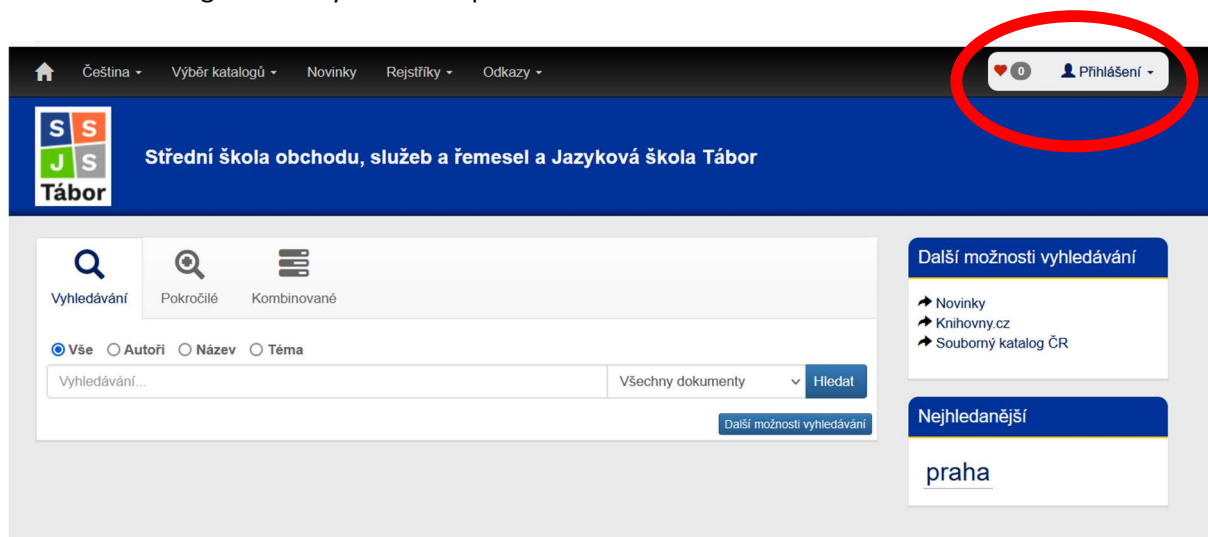 Čeština
Výběr katalogů
Novinky
Rejstříky
Odkazy
0
Přihlášení
S S
J S
Tábor
Střední škola obchodu, služeb a řemesel a Jazyková škola Tábor
Vyhledávání
Pokročilé
Kombinované
Vše Autoři Název Téma
Vyhledávání...
Všechny dokumenty
Hledat
Další možnosti vyhledávání
Další možnosti vyhledávání
Novinky
Knihovny.cz
Souborný katalog ČR
Nejhledanější
praha